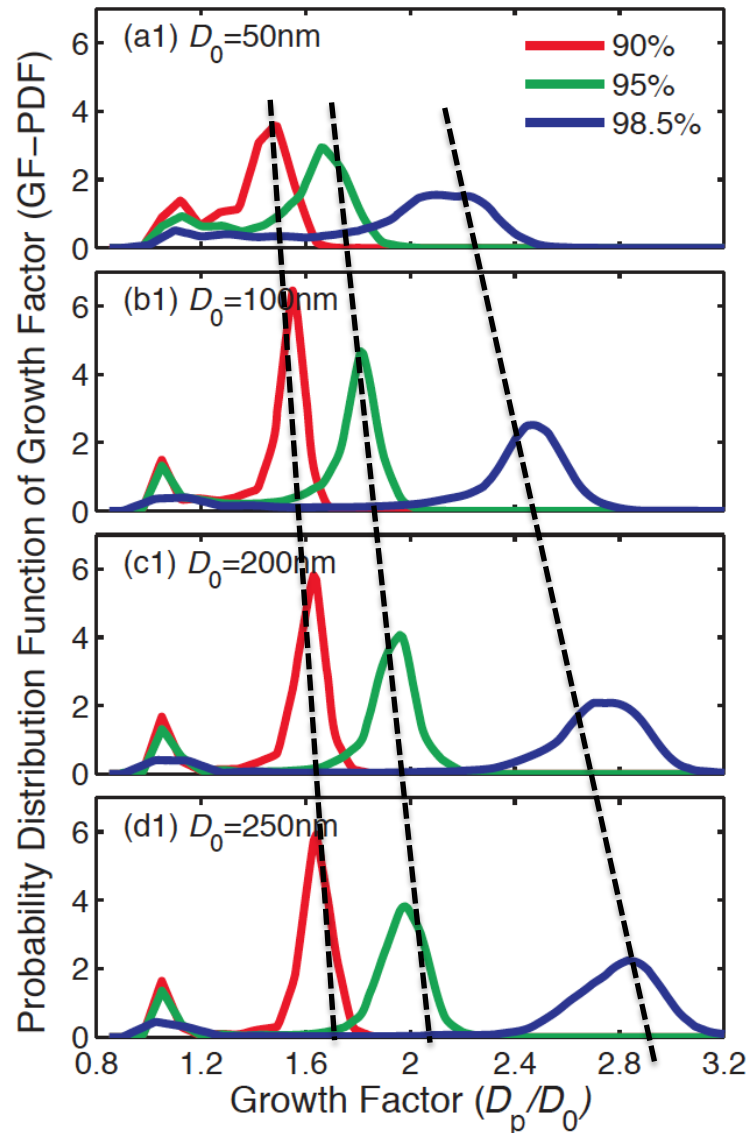 Probability Distribution Function of Growth Factor (GF−PDF)
(a1) D₀=50nm
90%
95%
98.5%
6
4
2
0
(b1) D₀=100nm
6
4
2
0
(c1) D₀=200nm
6
4
2
0
(d1) D₀=250nm
6
4
2
0
0.8 1.2 1.6 2 2.4 2.8 3.2
Growth Factor (Dₚ/D₀)